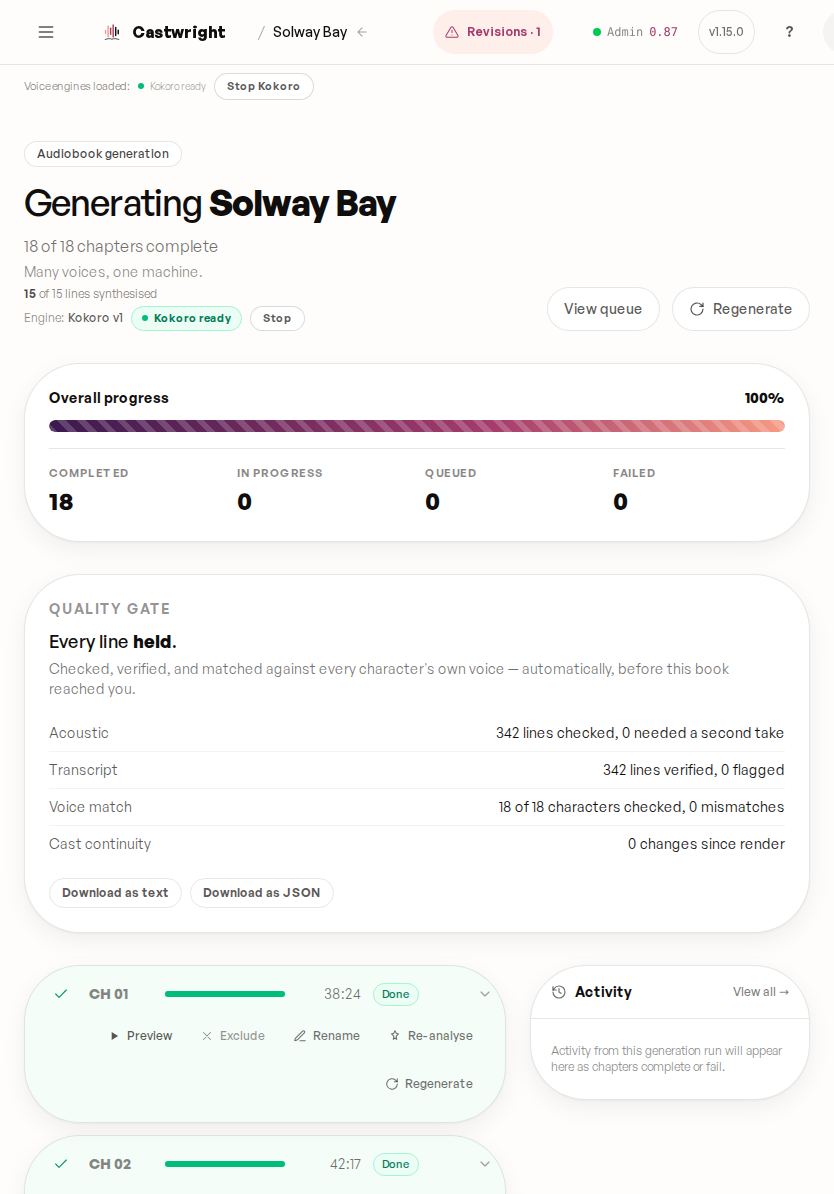 Castwright
/ Solway Bay ←
Revisions · 1
Admin 0.87
v1.15.0
?
Voice engines loaded:
Kokoro ready
Stop Kokoro
Audiobook generation
Generating Solway Bay
18 of 18 chapters complete
Many voices, one machine.
15 of 15 lines synthesised
Engine: Kokoro v1
Kokoro ready
Stop
View queue
Regenerate
Overall progress
100%
COMPLETED
IN PROGRESS
QUEUED
FAILED
18
0
0
0
QUALITY GATE
Every line held.
Checked, verified, and matched against every character's own voice — automatically, before this book
reached you.
Acoustic
342 lines checked, 0 needed a second take
Transcript
342 lines verified, 0 flagged
Voice match
18 of 18 characters checked, 0 mismatches
Cast continuity
0 changes since render
Download as text
Download as JSON
CH 01
38:24
Done
Preview
Exclude
Rename
Re-analyse
Regenerate
CH 02
42:17
Done
Activity
View all →
Activity from this generation run will appear
here as chapters complete or fail.